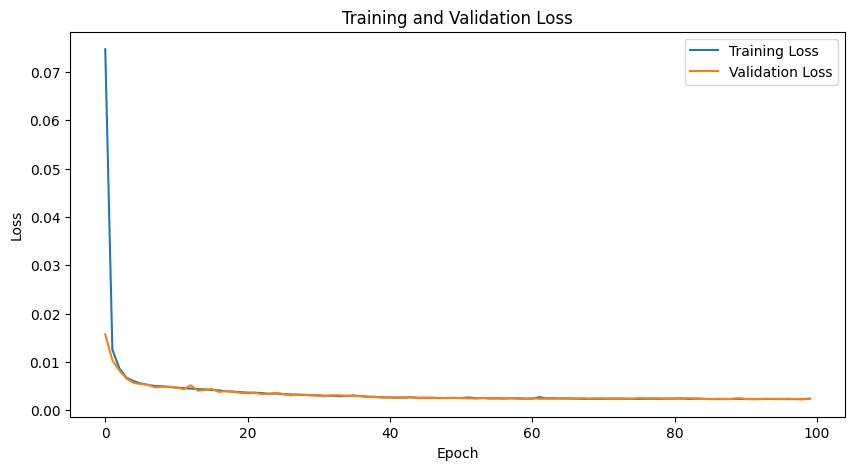 Training and Validation Loss
Training Loss
Validation Loss
0.07
0.06
0.05
0.04
0.03
0.02
0.01
0.00
Loss
0 20 40 60 80 100
Epoch